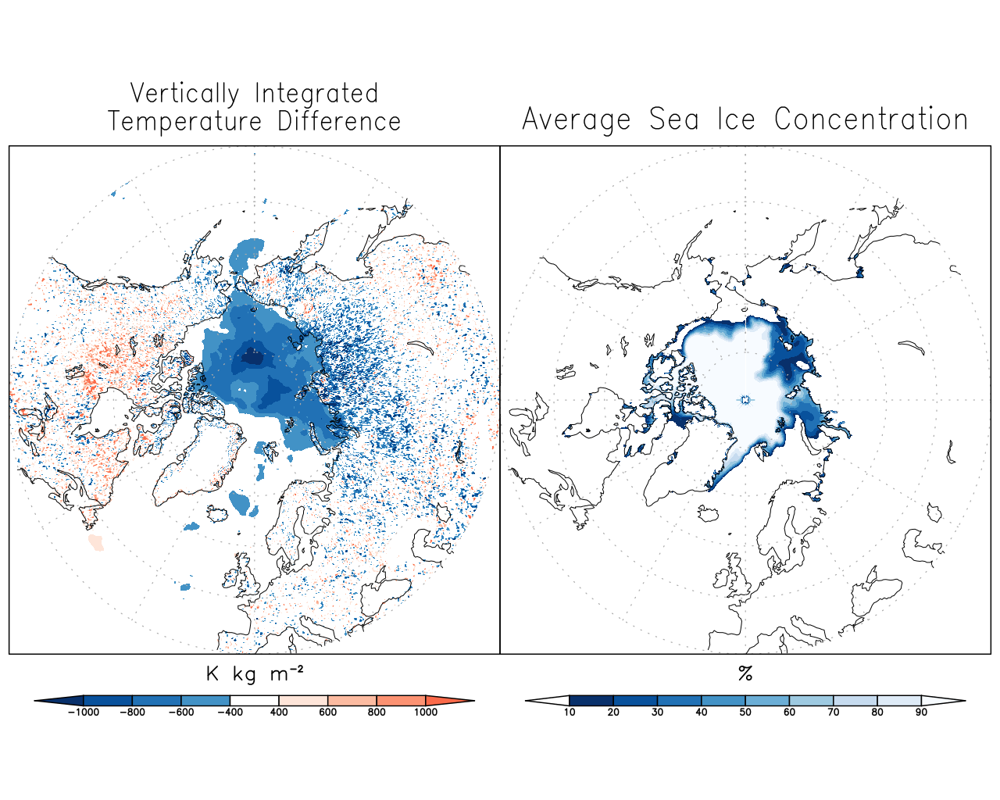 Vertically Integrated
Temperature Difference
Average Sea Ice Concentration
K kg m⁻²
−1000 −800 −600 −400 400 600 800 1000
%
10 20 30 40 50 60 70 80 90